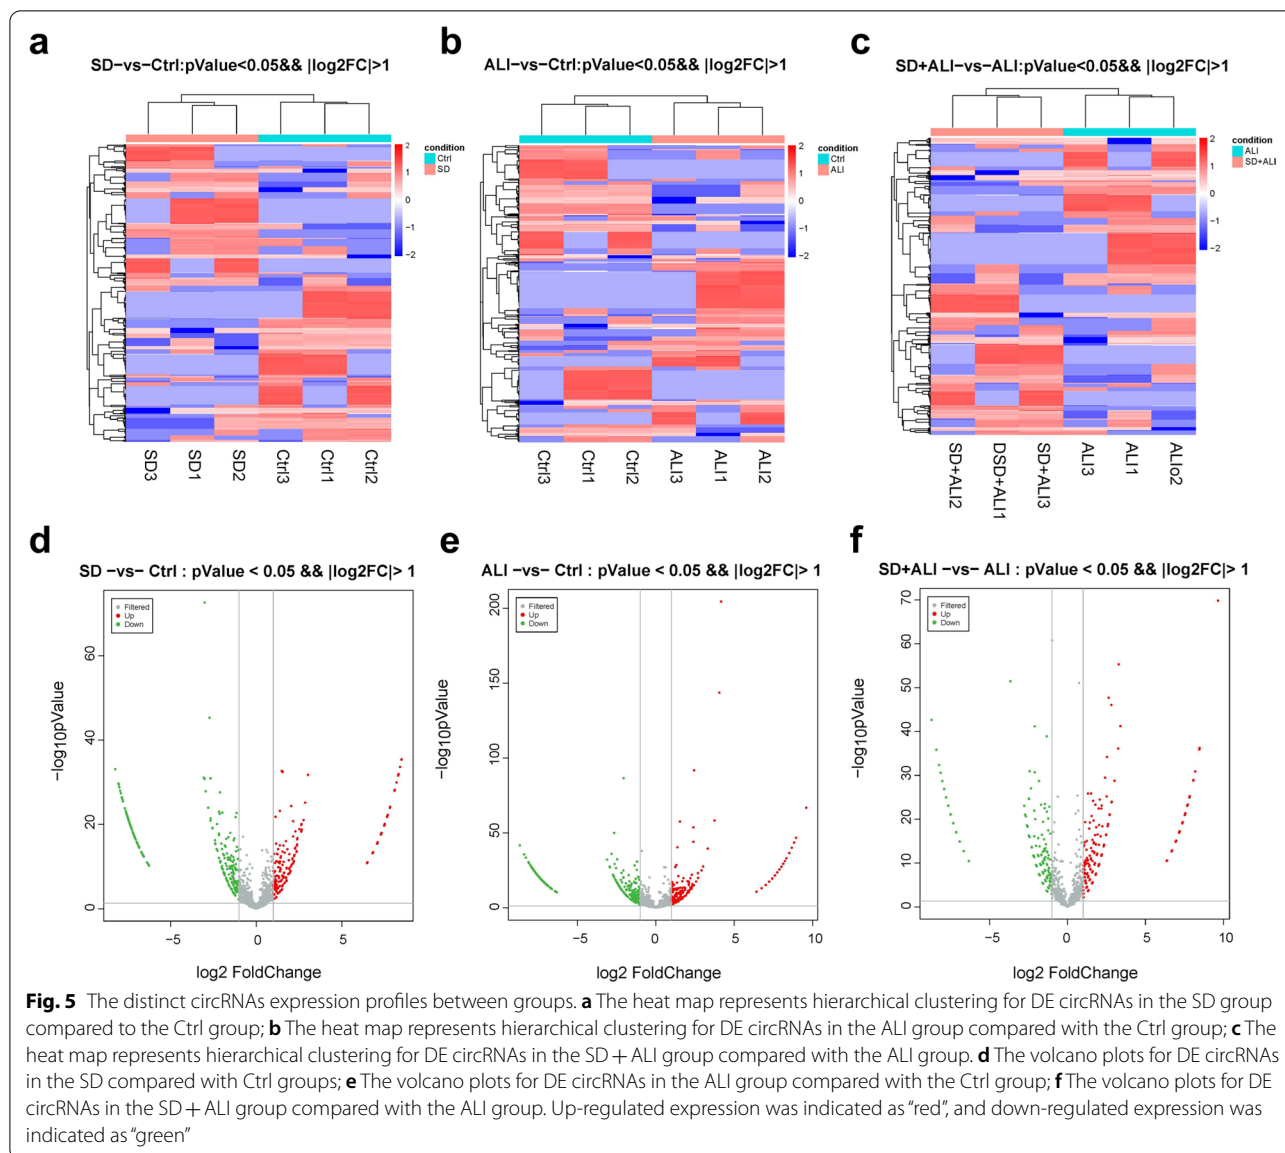 a
SD−vs−Ctrl:pValue<0.05&& |log2FC|>1
condition
Ctrl
SD
2
1
0
−1
−2
SD3
SD1
SD2
Ctrl3
Ctrl1
Ctrl2
b
ALI−vs−Ctrl:pValue<0.05&& |log2FC|>1
condition
Ctrl
ALI
2
1
0
−1
−2
Ctrl3
Ctrl1
Ctrl2
ALI3
ALI1
ALI2
c
SD+ALI−vs−ALI:pValue<0.05&& |log2FC|>1
condition
ALI
SD+ALI
2
1
0
−1
−2
SD+ALI2
DSD+ALI1
SD+ALI3
ALI3
ALI1
ALIo2
d
SD −vs− Ctrl : pValue < 0.05 && |log2FC|> 1
Filtered
Up
Down
−log10pValue
60
40
20
0
−5
0
5
log2 FoldChange
e
ALI −vs− Ctrl : pValue < 0.05 && |log2FC|> 1
Filtered
Up
Down
−log10pValue
200
150
100
50
0
−5
0
5
10
log2 FoldChange
f
SD+ALI −vs− ALI : pValue < 0.05 && |log2FC|> 1
Filtered
Up
Down
−log10pValue
70
60
50
40
30
20
10
0
−5
0
5
10
log2 FoldChange
Fig. 5 The distinct circRNAs expression profiles between groups. a The heat map represents hierarchical clustering for DE circRNAs in the SD group
compared to the Ctrl group; b The heat map represents hierarchical clustering for DE circRNAs in the ALI group compared with the Ctrl group; c The
heat map represents hierarchical clustering for DE circRNAs in the SD + ALI group compared with the ALI group. d The volcano plots for DE circRNAs
in the SD compared with Ctrl groups; e The volcano plots for DE circRNAs in the ALI group compared with the Ctrl group; f The volcano plots for DE
circRNAs in the SD + ALI group compared with the ALI group. Up-regulated expression was indicated as “red”, and down-regulated expression was
indicated as “green”